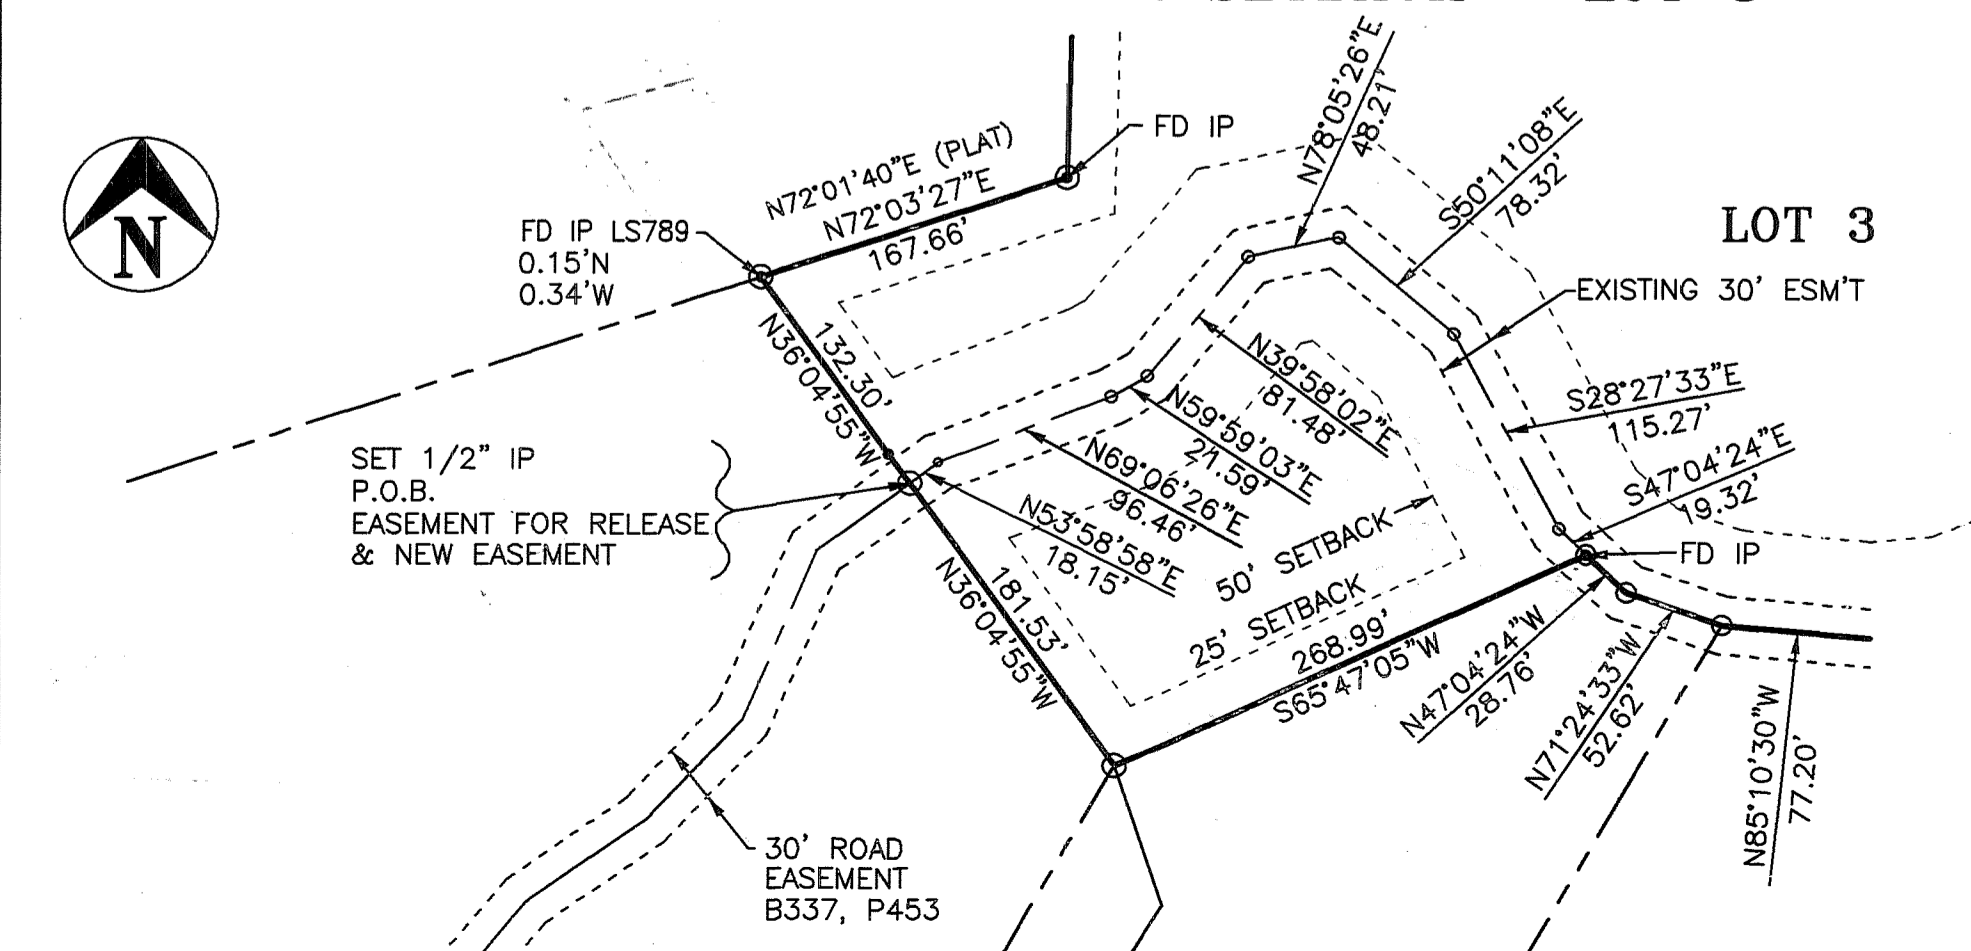 LOT 3
N
FD IP
N72°01'40"E (PLAT)
N72°03'27"E
167.66'
FD IP LS789
0.15'N
0.34'W
N78°05'26"E
48.21'
S50°11'08"E
78.32'
LOT 3
EXISTING 30' ESM'T
132.30'
N36°04'55"W
N39°58'02"E
81.48'
S28°27'33"E
115.27'
N59°59'03"E
21.59'
S47°04'24"E
19.32'
SET 1/2" IP
P.O.B.
EASEMENT FOR RELEASE
& NEW EASEMENT
N69°06'26"E
96.46'
N53°58'58"E
18.15'
50' SETBACK
25' SETBACK
FD IP
181.53'
N36°04'55"W
268.99'
S65°47'05"W
N47°04'24"W
28.76'
N71°24'33"W
52.62'
N85°10'30"W
77.20'
30' ROAD
EASEMENT
B337, P453